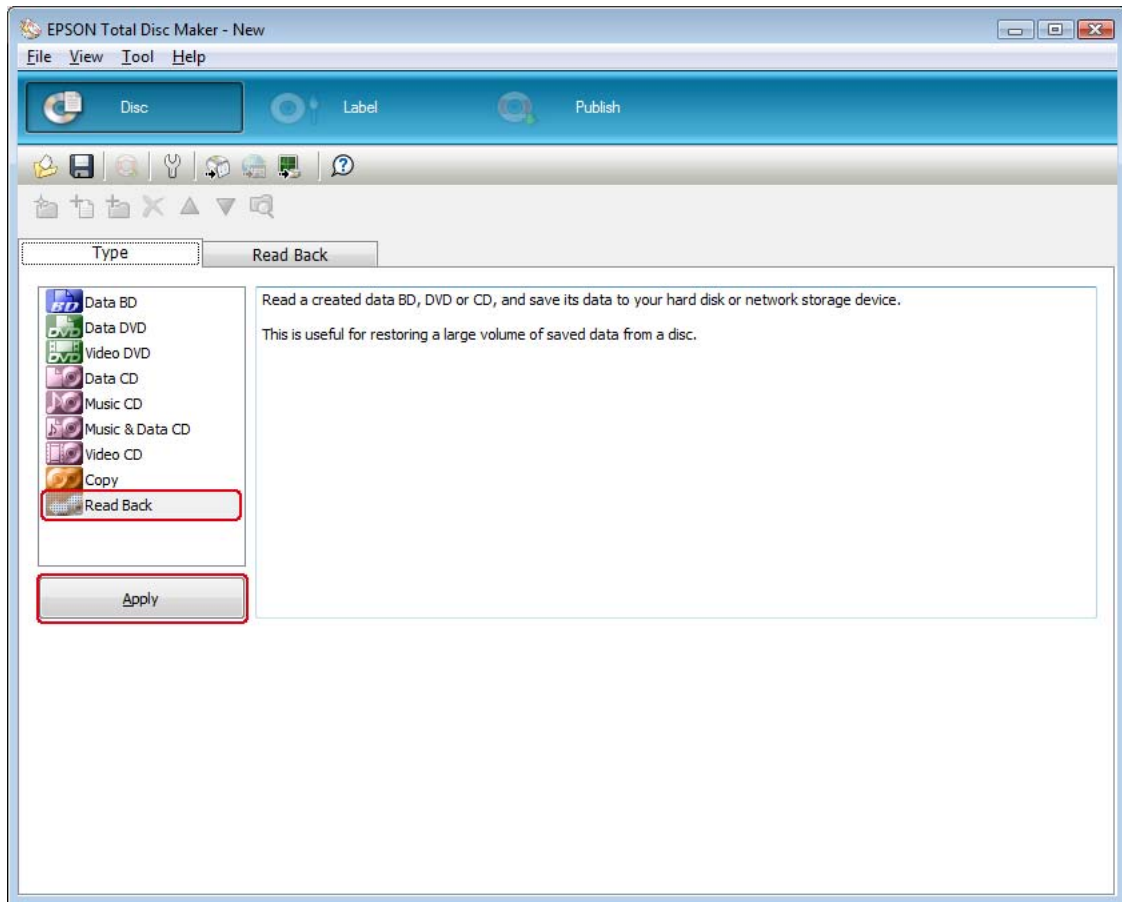 EPSON Total Disc Maker - New
File View Tool Help
Disc Label Publish
Type Read Back
BD Data BD
DVD Data DVD
DVD Video DVD
Data CD
Music CD
Music & Data CD
Video CD
Copy
Read Back
Apply
Read a created data BD, DVD or CD, and save its data to your hard disk or network storage device.
This is useful for restoring a large volume of saved data from a disc.